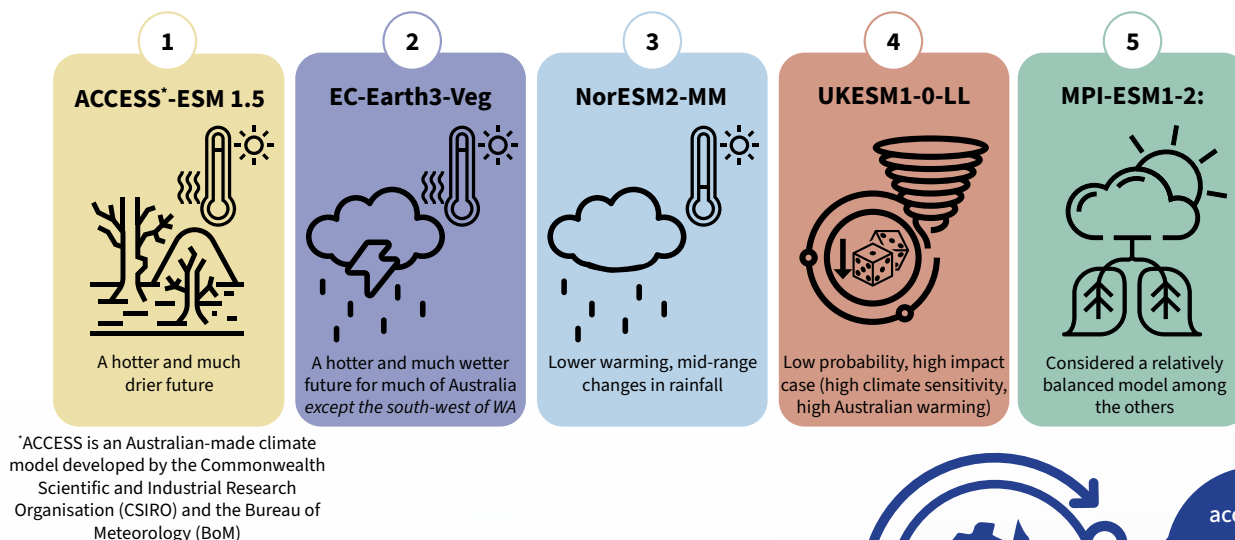 1
ACCESS*-ESM 1.5
A hotter and much
drier future
2
EC-Earth3-Veg
A hotter and much wetter
future for much of Australia
except the south-west of WA
3
NorESM2-MM
Lower warming, mid-range
changes in rainfall
4
UKESM1-0-LL
Low probability, high impact
case (high climate sensitivity,
high Australian warming)
5
MPI-ESM1-2:
Considered a relatively
balanced model among
the others
*ACCESS is an Australian-made climate
model developed by the Commonwealth
Scientific and Industrial Research
Organisation (CSIRO) and the Bureau of
Meteorology (BoM)